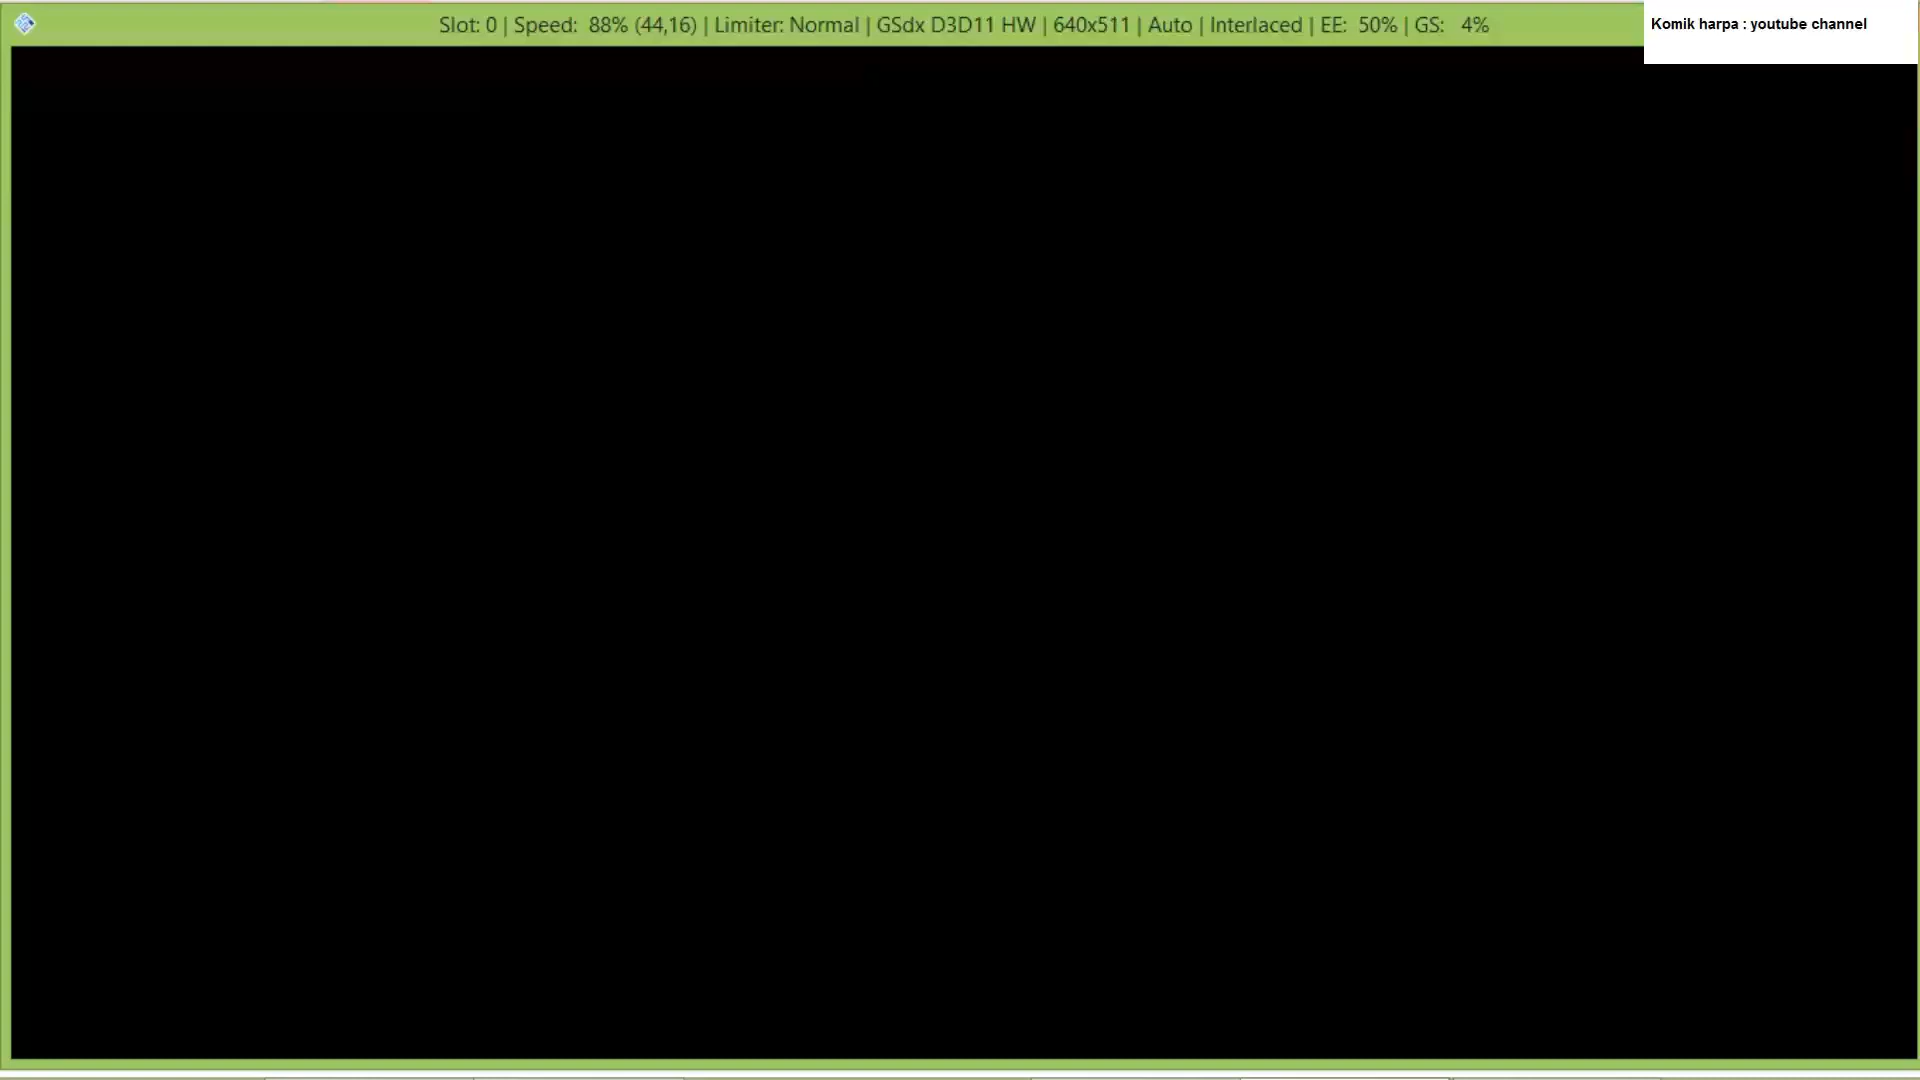 Slot: 0 | Speed: 88% (44,16) | Limiter: Normal | GSdx D3D11 HW | 640x511 | Auto | Interlaced | EE: 50% | GS: 4%
Komik harpa : youtube channel